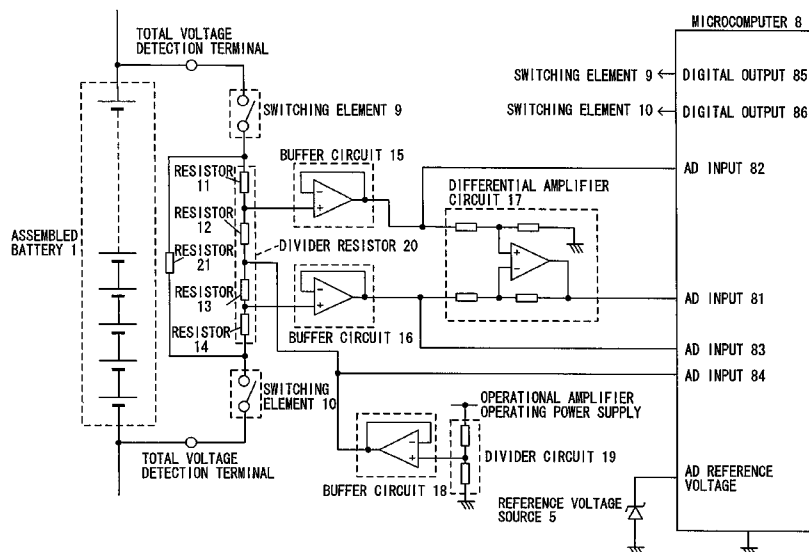 MICROCOMPUTER 8
TOTAL VOLTAGE
DETECTION TERMINAL
SWITCHING ELEMENT 9
DIGITAL OUTPUT 85
SWITCHING ELEMENT 10
DIGITAL OUTPUT 86
SWITCHING ELEMENT 9
BUFFER CIRCUIT 15
RESISTOR
11
AD INPUT 82
DIFFERENTIAL AMPLIFIER
CIRCUIT 17
RESISTOR
12
ASSEMBLED
BATTERY 1
DIVIDER RESISTOR 20
RESISTOR
21
RESISTOR
13
AD INPUT 81
RESISTOR
14
BUFFER CIRCUIT 16
AD INPUT 83
AD INPUT 84
SWITCHING
ELEMENT 10
OPERATIONAL AMPLIFIER
OPERATING POWER SUPPLY
TOTAL VOLTAGE
DETECTION TERMINAL
DIVIDER CIRCUIT 19
BUFFER CIRCUIT 18
AD REFERENCE
VOLTAGE
REFERENCE VOLTAGE
SOURCE 5